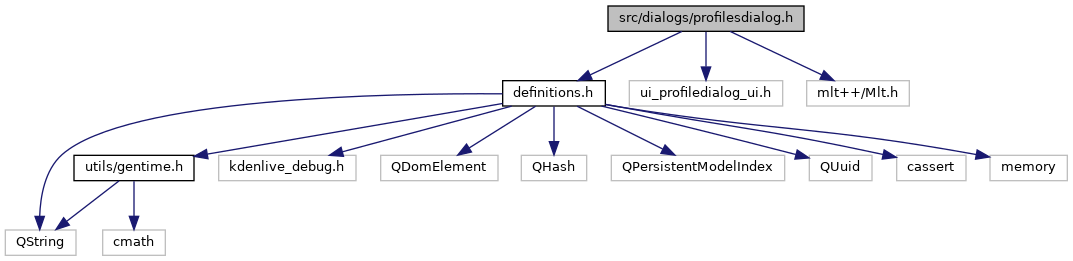 src/dialogs/profilesdialog.h
definitions.h
ui_profiledialog_ui.h
mlt++/Mlt.h
utils/gentime.h
kdenlive_debug.h
QDomElement
QHash
QPersistentModelIndex
QUuid
cassert
memory
QString
cmath